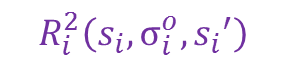 R_i^2(s_i, σ_i^o, s_i′)